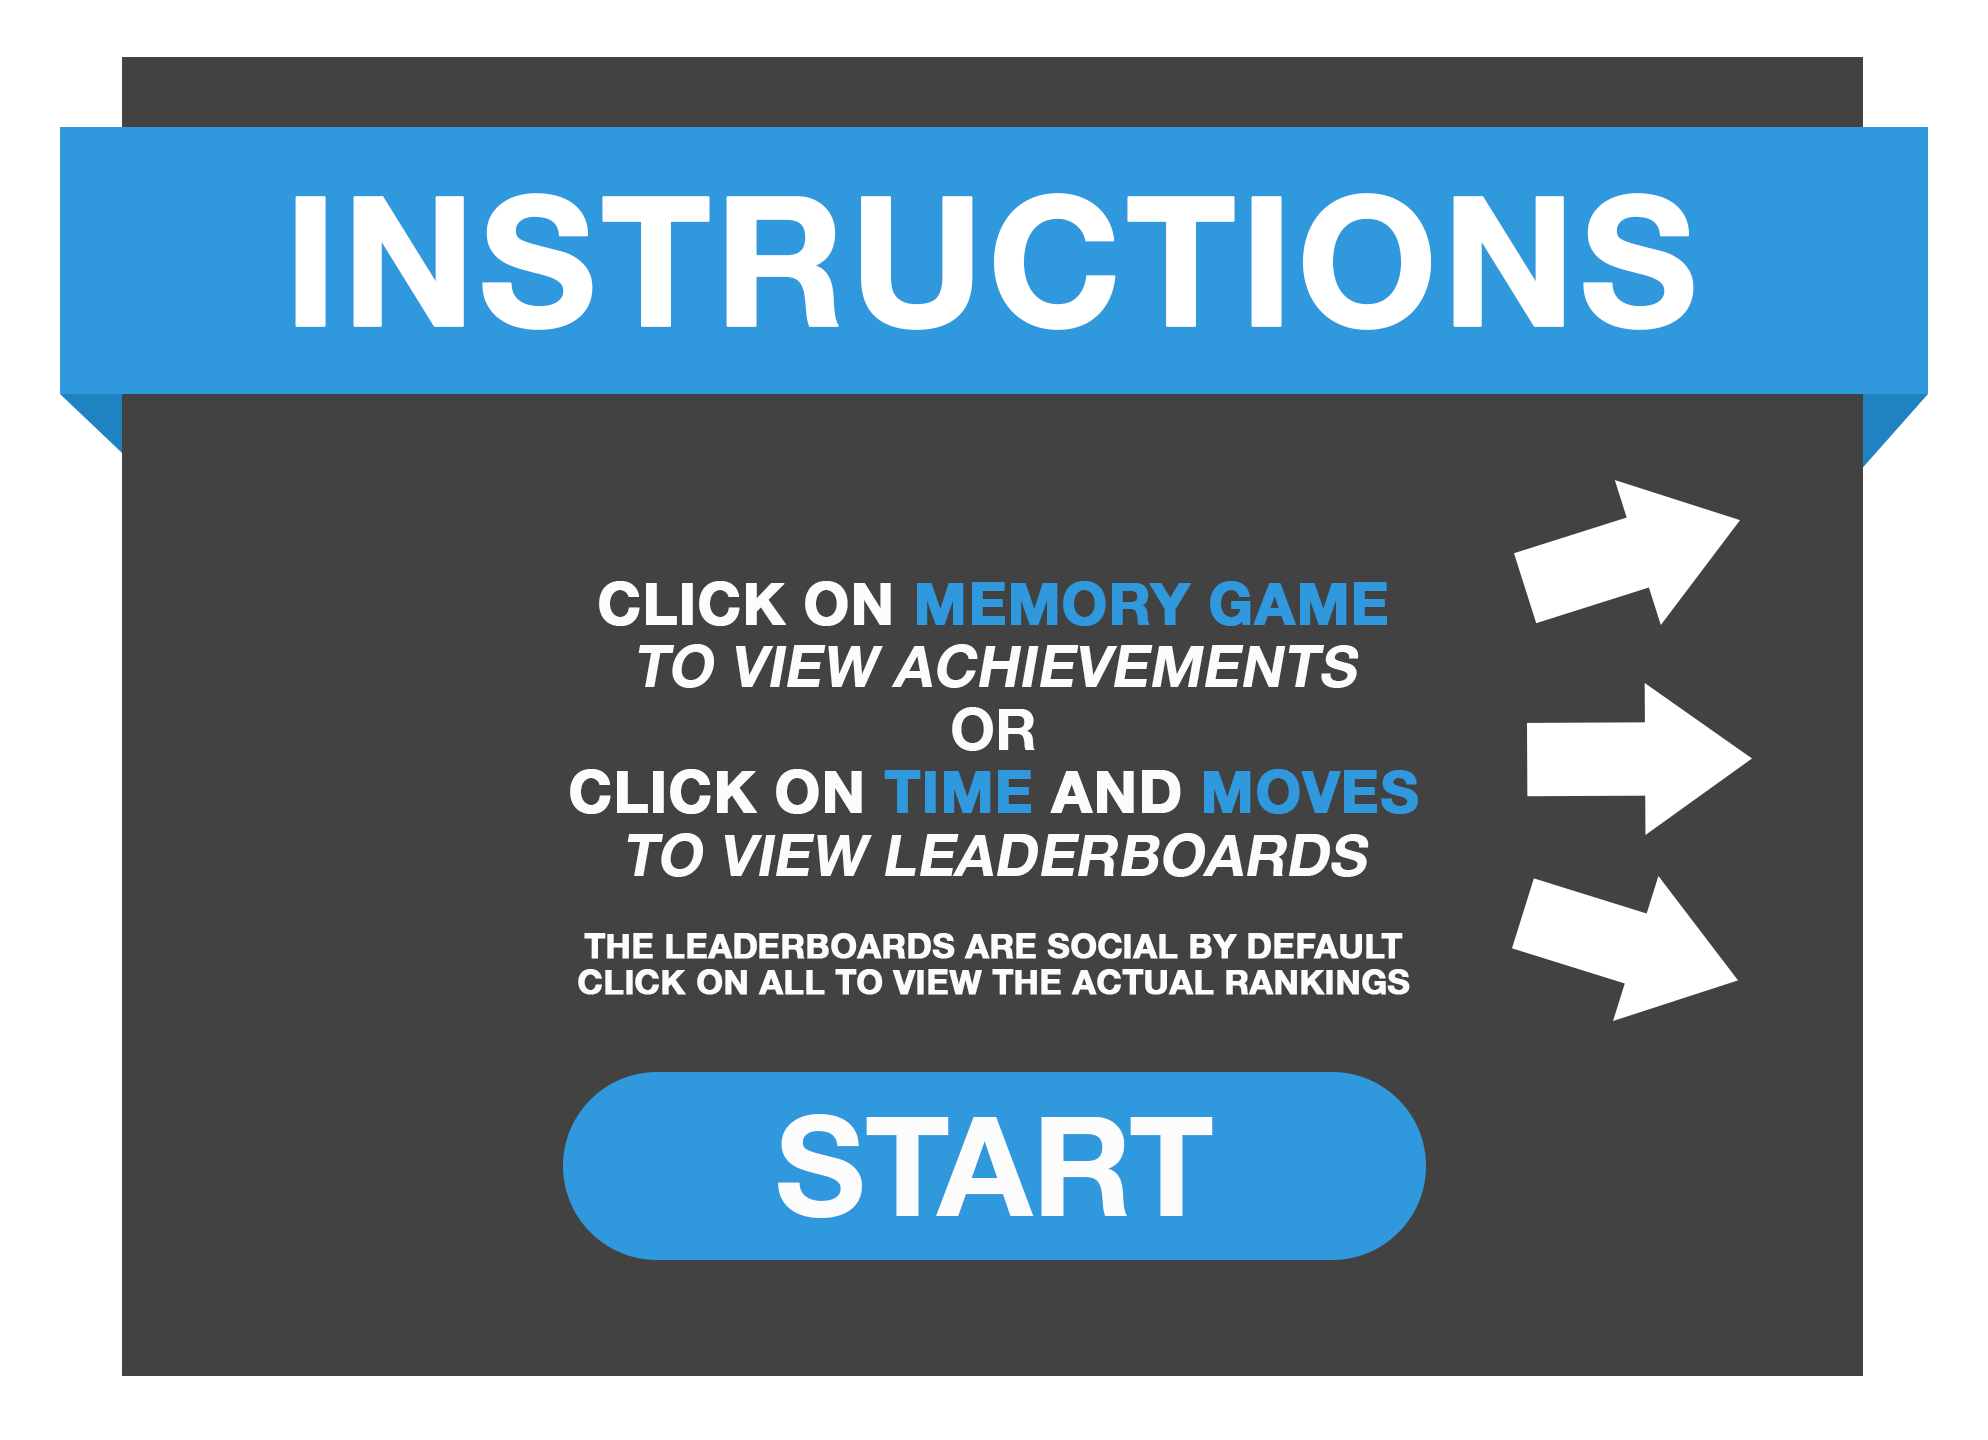 INSTRUCTIONS
CLICK ON MEMORY GAME
TO VIEW ACHIEVEMENTS
OR
CLICK ON TIME AND MOVES
TO VIEW LEADERBOARDS
THE LEADERBOARDS ARE SOCIAL BY DEFAULT
CLICK ON ALL TO VIEW THE ACTUAL RANKINGS
START